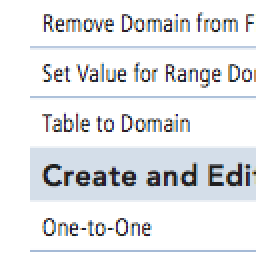 Remove Domain from F
Set Value for Range Do
Table to Domain
Create and Edi
One-to-One